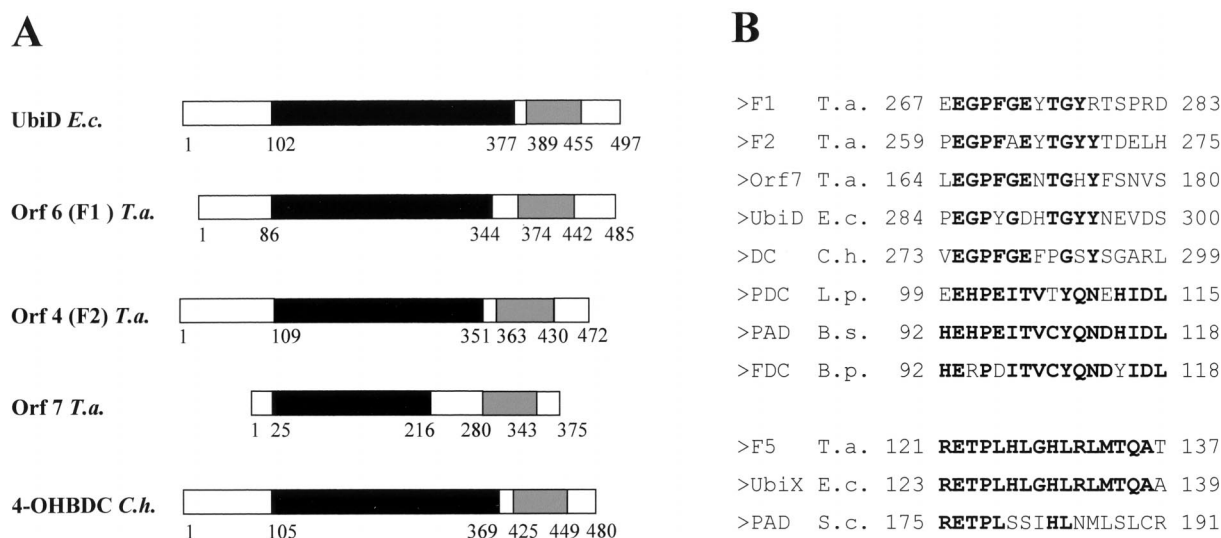 A
UbiD E.c.
1 102 377 389 455 497
Orf 6 (F1 ) T.a.
1 86 344 374 442 485
Orf 4 (F2) T.a.
1 109 351 363 430 472
Orf 7 T.a.
1 25 216 280 343 375
4-OHBDC C.h.
1 105 369 425 449 480
B
>F1 T.a. 267 EEGPFGEYTGYRTSPRD 283
>F2 T.a. 259 PEGPFAEYTGYYTDELH 275
>Orf7 T.a. 164 LEGPFGENTGHYFSNVS 180
>UbiD E.c. 284 PEGPYGDHTGYYNEVDS 300
>DC C.h. 273 VEGPFGEFPGSYSGARL 299
>PDC L.p. 99 EEHPEITVTYQNEHIDL 115
>PAD B.s. 92 HEHPEITVCYQNDHIDL 118
>FDC B.p. 92 HERPDITVCYQNDYIDL 118
>F5 T.a. 121 RETPLHLGHLRLMTQAT 137
>UbiX E.c. 123 RETPLHLGHLRLMTQAA 139
>PAD S.c. 175 RETPLSSIHLNMLSLCR 191